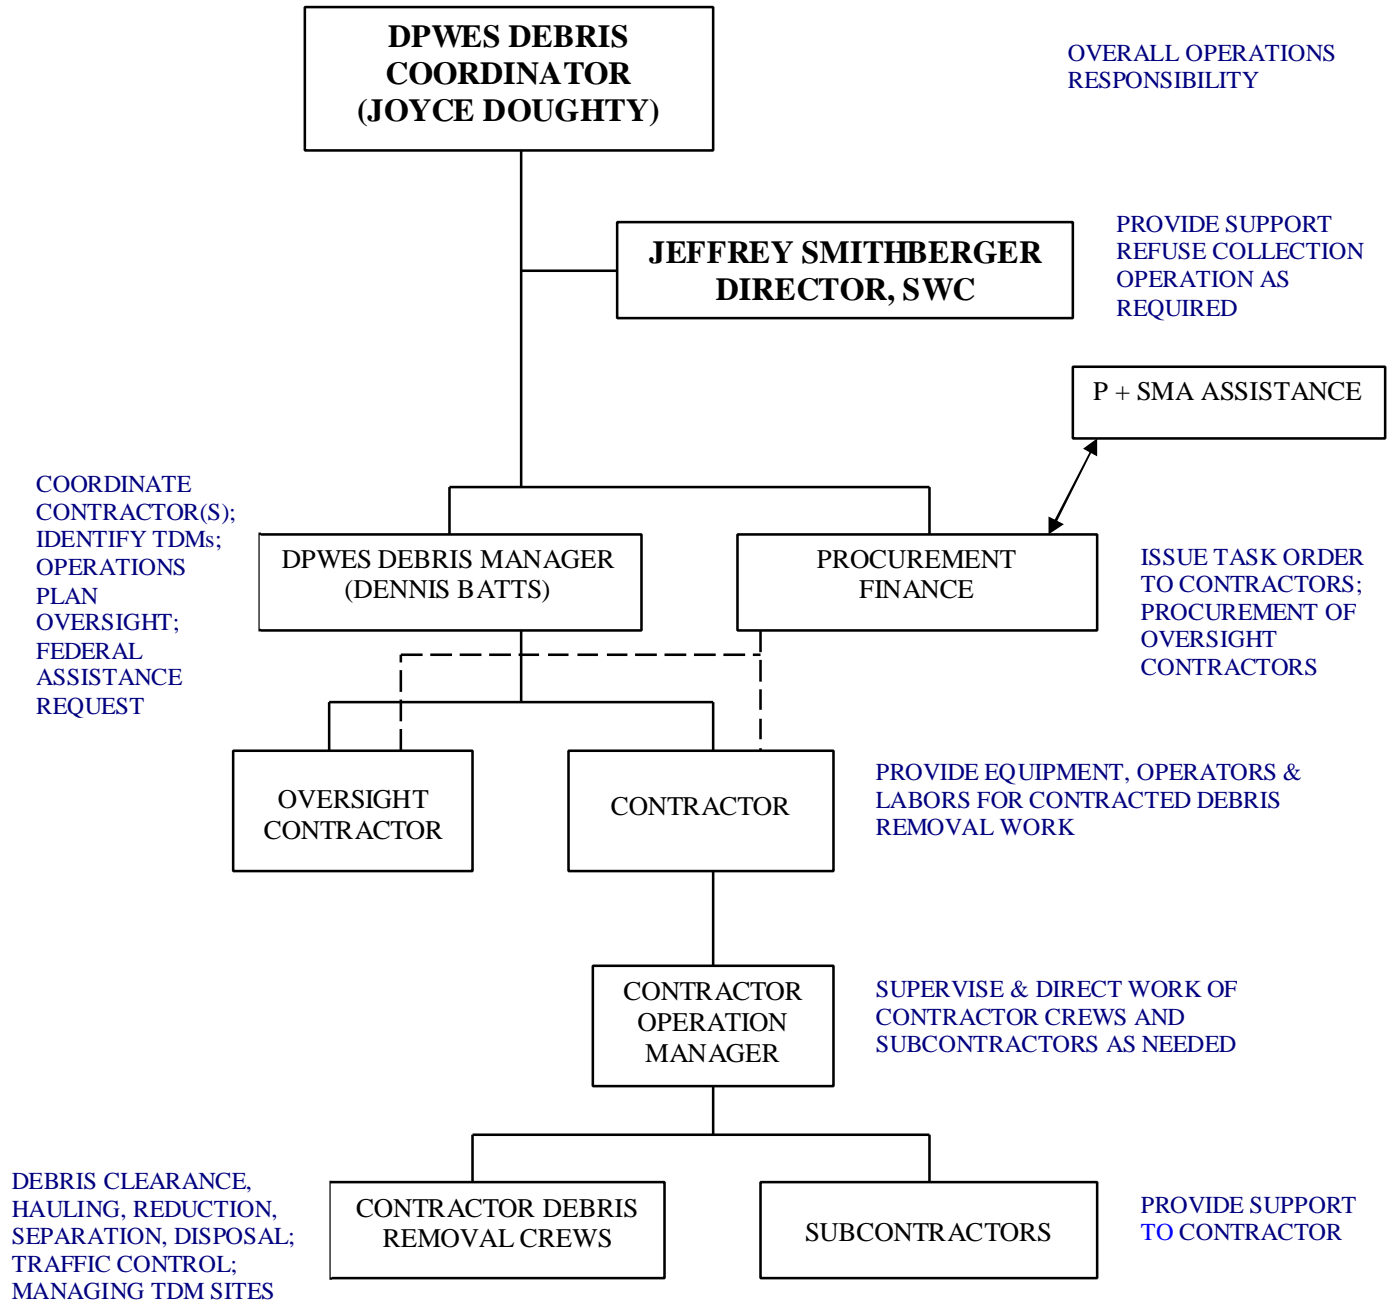 DPWES DEBRIS
COORDINATOR
(JOYCE DOUGHTY)
OVERALL OPERATIONS
RESPONSIBILITY
JEFFREY SMITHBERGER
DIRECTOR, SWC
PROVIDE SUPPORT
REFUSE COLLECTION
OPERATION AS
REQUIRED
P + SMA ASSISTANCE
COORDINATE
CONTRACTOR(S);
IDENTIFY TDMs;
OPERATIONS
PLAN
OVERSIGHT;
FEDERAL
ASSISTANCE
REQUEST
DPWES DEBRIS MANAGER
(DENNIS BATTS)
PROCUREMENT
FINANCE
ISSUE TASK ORDER
TO CONTRACTORS;
PROCUREMENT OF
OVERSIGHT
CONTRACTORS
OVERSIGHT
CONTRACTOR
CONTRACTOR
PROVIDE EQUIPMENT, OPERATORS &
LABORS FOR CONTRACTED DEBRIS
REMOVAL WORK
CONTRACTOR
OPERATION
MANAGER
SUPERVISE & DIRECT WORK OF
CONTRACTOR CREWS AND
SUBCONTRACTORS AS NEEDED
DEBRIS CLEARANCE,
HAULING, REDUCTION,
SEPARATION, DISPOSAL;
TRAFFIC CONTROL;
MANAGING TDM SITES
CONTRACTOR DEBRIS
REMOVAL CREWS
SUBCONTRACTORS
PROVIDE SUPPORT
TO CONTRACTOR